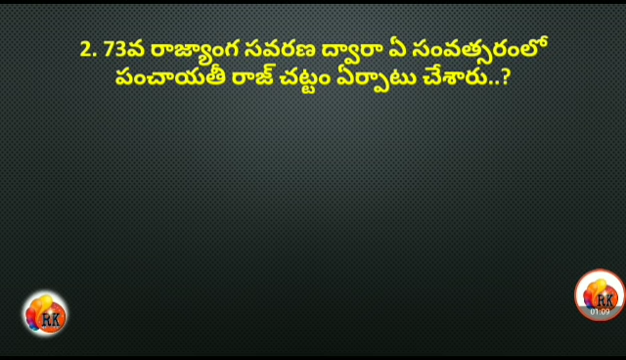 2. 73వ రాజ్యాంగ సవరణ ద్వారా ఏ సంవత్సరంలో
పంచాయతీ రాజ్ చట్టం ఏర్పాటు చేశారు..?
RK
RK
01:09